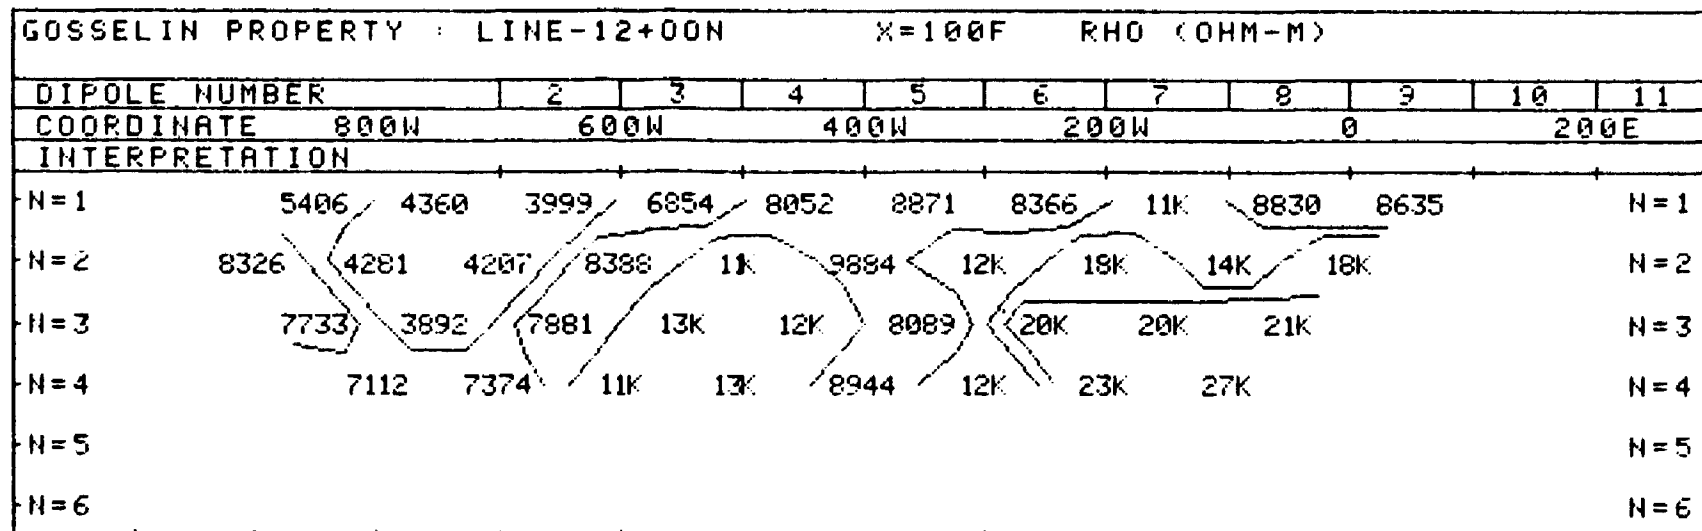 GOSSELIN PROPERTY : LINE-12+00N X=100F RHO (OHM-M)
DIPOLE NUMBER 2 3 4 5 6 7 8 9 10 11
COORDINATE 800W 600W 400W 200W 0 200E
INTERPRETATION
N=1 5406 4360 3999 6854 8052 8871 8366 11K 8830 8635 N=1
N=2 8326 4281 4207 8388 11K 9884 12K 18K 14K 18K N=2
N=3 7733 3892 7881 13K 12K 8089 20K 20K 21K N=3
N=4 7112 7374 11K 13K 8944 12K 23K 27K N=4
N=5 N=5
N=6 N=6